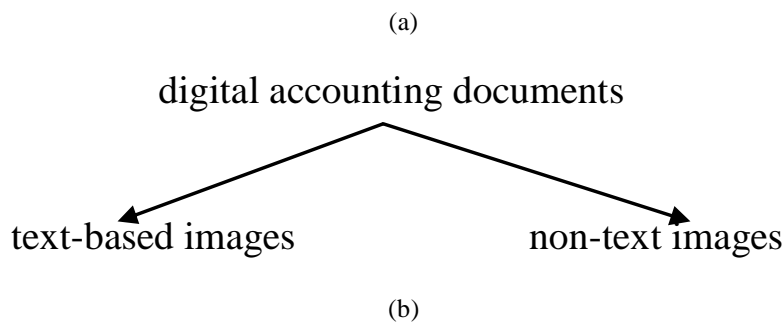 (a)
digital accounting documents
text-based images non-text images
(b)